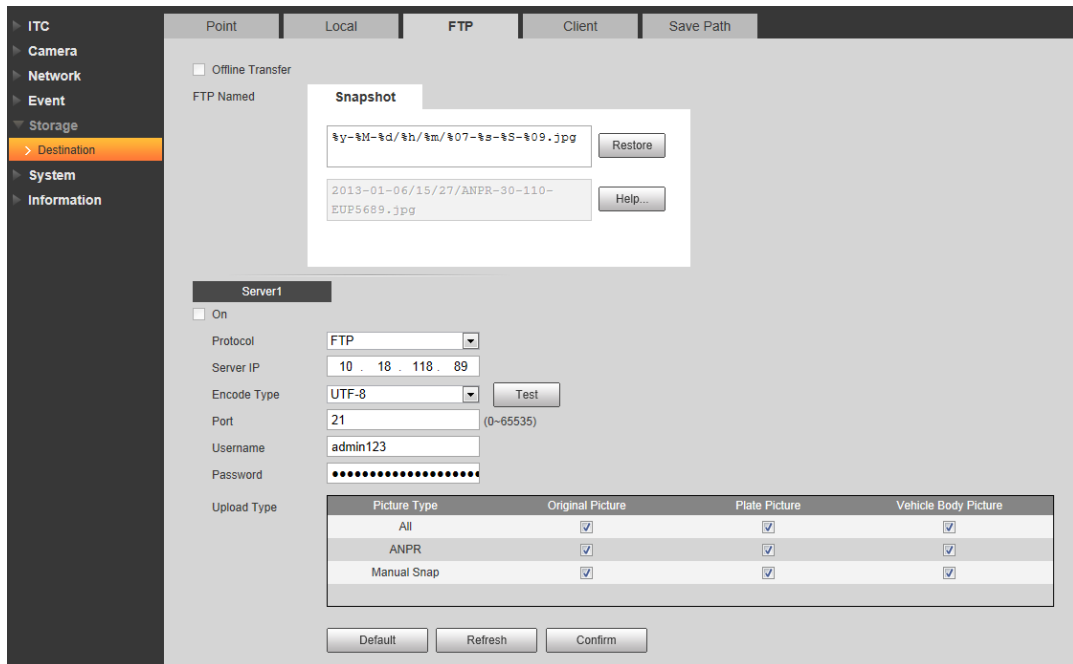 ITC
Camera
Network
Event
Storage
Destination
System
Information
Point Local FTP Client Save Path
Offline Transfer
FTP Named Snapshot
%y-%M-%d/%h/%m/%07-%s-%S-%09.jpg Restore
2013-01-06/15/27/ANPR-30-110-
EUP5689.jpg
Help...
Server1
On
Protocol FTP
Server IP 10 . 18 . 118 . 89
Encode Type UTF-8 Test
Port 21 (0~65535)
Username admin123
Password
Upload Type Picture Type Original Picture Plate Picture Vehicle Body Picture
All
ANPR
Manual Snap
Default Refresh Confirm